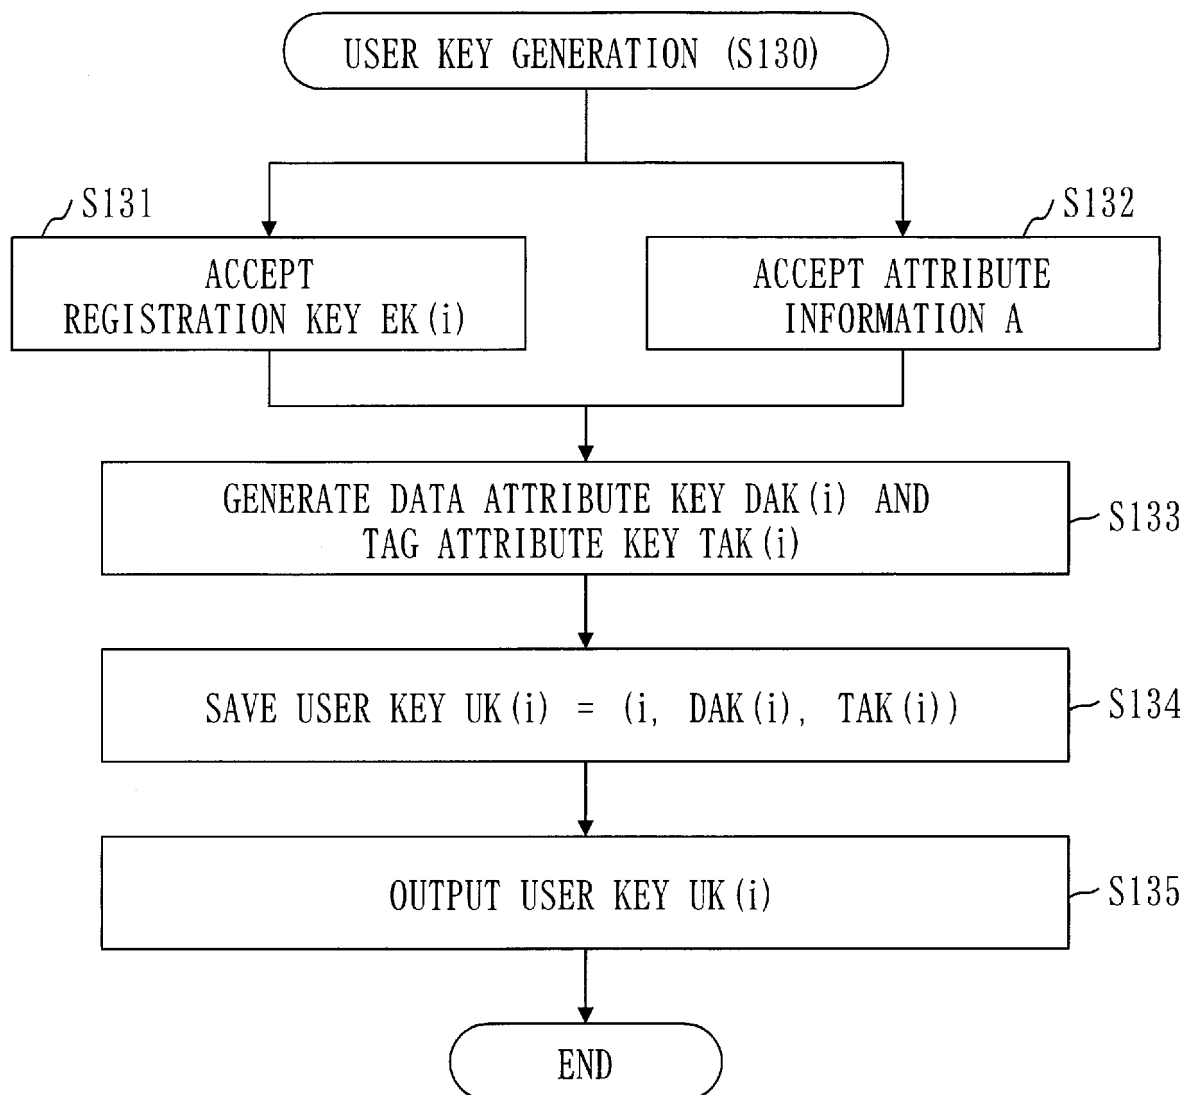 USER KEY GENERATION (S130)
S131
S132
ACCEPT
REGISTRATION KEY EK(i)
ACCEPT ATTRIBUTE
INFORMATION A
GENERATE DATA ATTRIBUTE KEY DAK(i) AND
TAG ATTRIBUTE KEY TAK(i)
S133
SAVE USER KEY UK(i) = (i, DAK(i), TAK(i))
S134
OUTPUT USER KEY UK(i)
S135
END